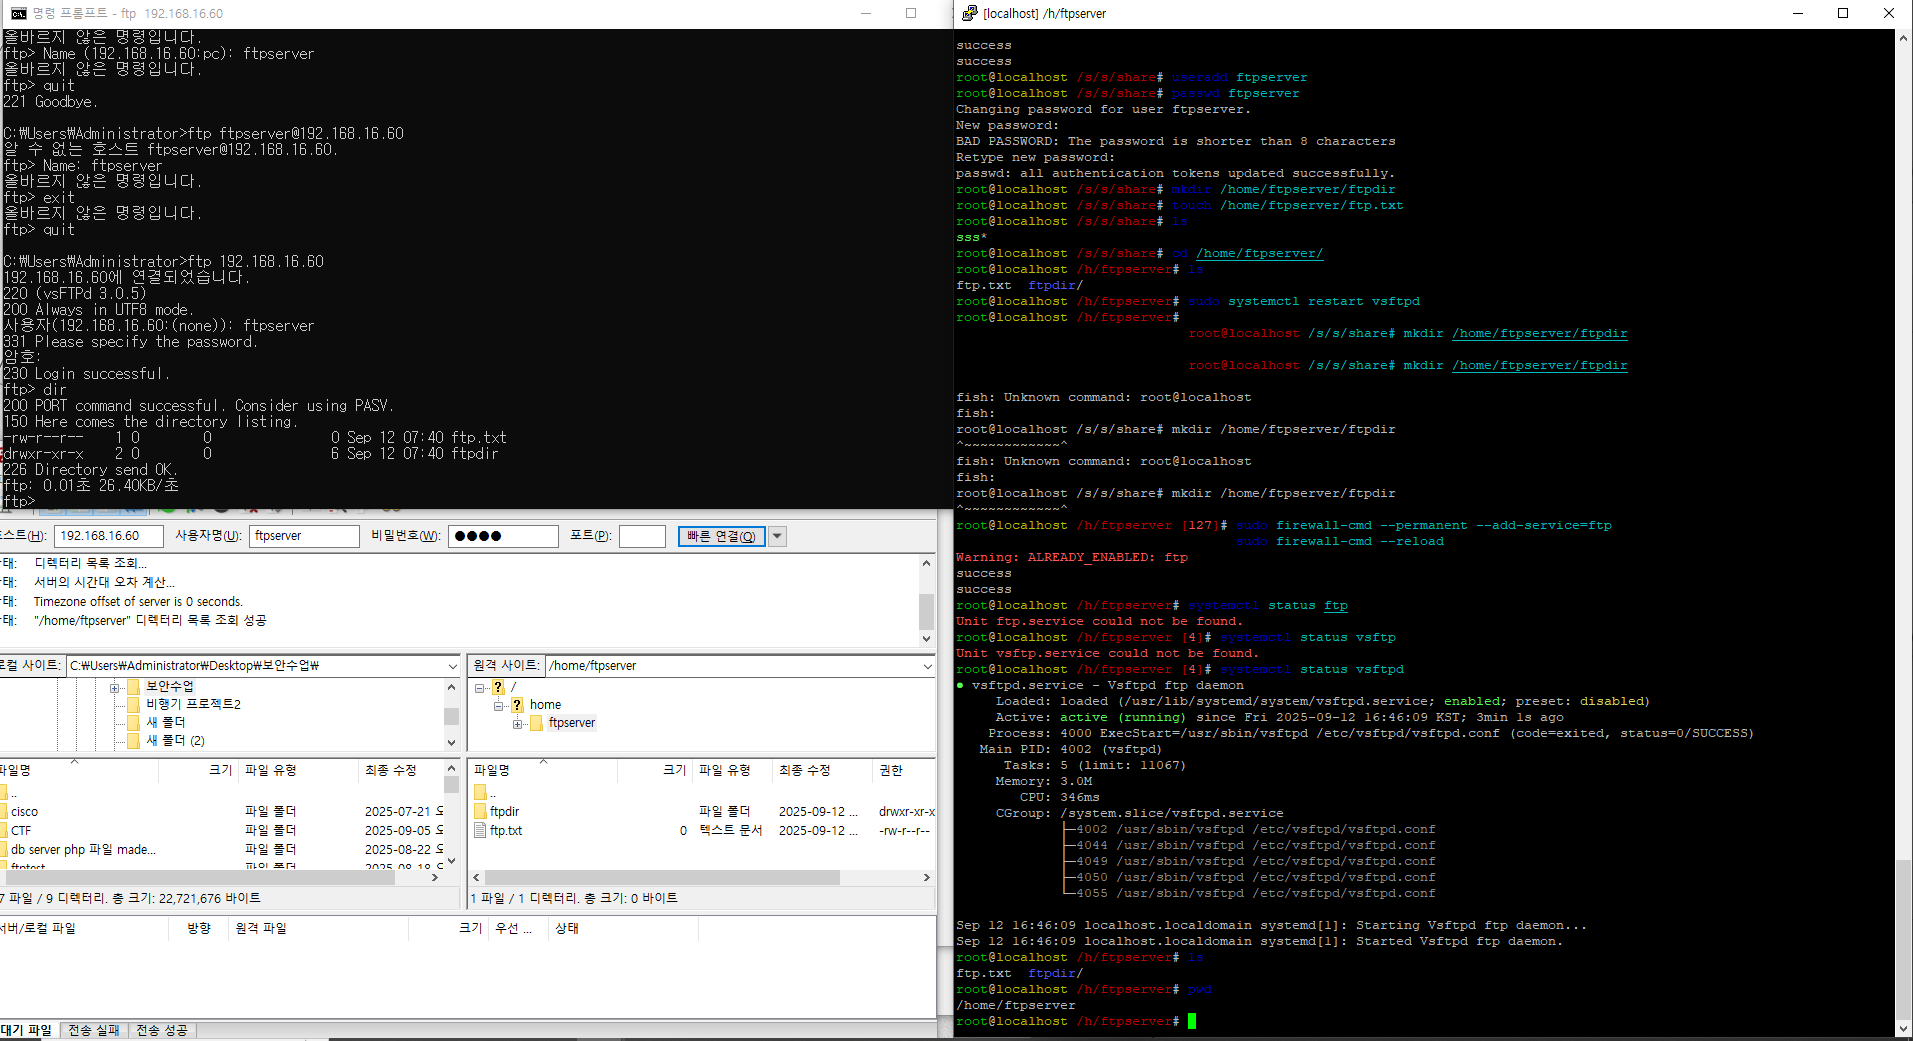 명령 프롬프트 - ftp  192.168.16.60
올바르지 않은 명령입니다.
ftp> Name (192.168.16.60:pc): ftpserver
올바르지 않은 명령입니다.
ftp> quit
221 Goodbye.
C:₩Users₩Administrator>ftp ftpserver@192.168.16.60
알 수 없는 호스트 ftpserver@192.168.16.60.
ftp> Name: ftpserver
올바르지 않은 명령입니다.
ftp> exit
올바르지 않은 명령입니다.
ftp> quit
C:₩Users₩Administrator>ftp 192.168.16.60
192.168.16.60에 연결되었습니다.
220 (vsFTPd 3.0.5)
200 Always in UTF8 mode.
사용자(192.168.16.60:(none)): ftpserver
331 Please specify the password.
암호:
230 Login successful.
ftp> dir
200 PORT command successful. Consider using PASV.
150 Here comes the directory listing.
-rw-r--r--    1 0        0               0 Sep 12 07:40 ftp.txt
drwxr-xr-x    2 0        0               6 Sep 12 07:40 ftpdir
226 Directory send OK.
ftp: 0.01초 26.40KB/초
ftp>
스트(H): 192.168.16.60 사용자명(U): ftpserver 비밀번호(W): ●●●● 포트(P): 빠른 연결(Q)
태: 디렉터리 목록 조회...
태: 서버의 시간대 오차 계산...
태: Timezone offset of server is 0 seconds.
태: "/home/ftpserver" 디렉터리 목록 조회 성공
로컬 사이트: C:₩Users₩Administrator₩Desktop₩보안수업₩
보안수업
비행기 프로젝트2
새 폴더
새 폴더 (2)
파일명 크기 파일 유형 최종 수정
..
cisco 파일 폴더 2025-07-21 오
CTF 파일 폴더 2025-09-05 오
db server php 파일 made... 파일 폴더 2025-08-22 오
ftptest 파일 폴더 2025-08-18 오
7 파일 / 9 디렉터리. 총 크기: 22,721,676 바이트
원격 사이트: /home/ftpserver
/
home
ftpserver
파일명 크기 파일 유형 최종 수정 권한
..
ftpdir 파일 폴더 2025-09-12 ... drwxr-xr-x
ftp.txt 0 텍스트 문서 2025-09-12 ... -rw-r--r--
1 파일 / 1 디렉터리. 총 크기: 0 바이트
서버/로컬 파일 방향 원격 파일 크기 우선 ... 상태
대기 파일 전송 실패 전송 성공
[localhost] /h/ftpserver
success
success
root@localhost /s/s/share# useradd ftpserver
root@localhost /s/s/share# passwd ftpserver
Changing password for user ftpserver.
New password:
BAD PASSWORD: The password is shorter than 8 characters
Retype new password:
passwd: all authentication tokens updated successfully.
root@localhost /s/s/share# mkdir /home/ftpserver/ftpdir
root@localhost /s/s/share# touch /home/ftpserver/ftp.txt
root@localhost /s/s/share# ls
sss*
root@localhost /s/s/share# cd /home/ftpserver/
root@localhost /h/ftpserver# ls
ftp.txt  ftpdir/
root@localhost /h/ftpserver# sudo systemctl restart vsftpd
root@localhost /h/ftpserver#
root@localhost /s/s/share# mkdir /home/ftpserver/ftpdir
root@localhost /s/s/share# mkdir /home/ftpserver/ftpdir
fish: Unknown command: root@localhost
fish:
root@localhost /s/s/share# mkdir /home/ftpserver/ftpdir
^~~~~~~~~~~~~^
fish: Unknown command: root@localhost
fish:
root@localhost /s/s/share# mkdir /home/ftpserver/ftpdir
^~~~~~~~~~~~~^
root@localhost /h/ftpserver [127]# sudo firewall-cmd --permanent --add-service=ftp
sudo firewall-cmd --reload
Warning: ALREADY_ENABLED: ftp
success
success
root@localhost /h/ftpserver# systemctl status ftp
Unit ftp.service could not be found.
root@localhost /h/ftpserver [4]# systemctl status vsftp
Unit vsftp.service could not be found.
root@localhost /h/ftpserver [4]# systemctl status vsftpd
● vsftpd.service - Vsftpd ftp daemon
Loaded: loaded (/usr/lib/systemd/system/vsftpd.service; enabled; preset: disabled)
Active: active (running) since Fri 2025-09-12 16:46:09 KST; 3min 1s ago
Process: 4000 ExecStart=/usr/sbin/vsftpd /etc/vsftpd/vsftpd.conf (code=exited, status=0/SUCCESS)
Main PID: 4002 (vsftpd)
Tasks: 5 (limit: 11067)
Memory: 3.0M
CPU: 346ms
CGroup: /system.slice/vsftpd.service
├─4002 /usr/sbin/vsftpd /etc/vsftpd/vsftpd.conf
├─4044 /usr/sbin/vsftpd /etc/vsftpd/vsftpd.conf
├─4049 /usr/sbin/vsftpd /etc/vsftpd/vsftpd.conf
├─4050 /usr/sbin/vsftpd /etc/vsftpd/vsftpd.conf
└─4055 /usr/sbin/vsftpd /etc/vsftpd/vsftpd.conf
Sep 12 16:46:09 localhost.localdomain systemd[1]: Starting Vsftpd ftp daemon...
Sep 12 16:46:09 localhost.localdomain systemd[1]: Started Vsftpd ftp daemon.
root@localhost /h/ftpserver# ls
ftp.txt  ftpdir/
root@localhost /h/ftpserver# pwd
/home/ftpserver
root@localhost /h/ftpserver#